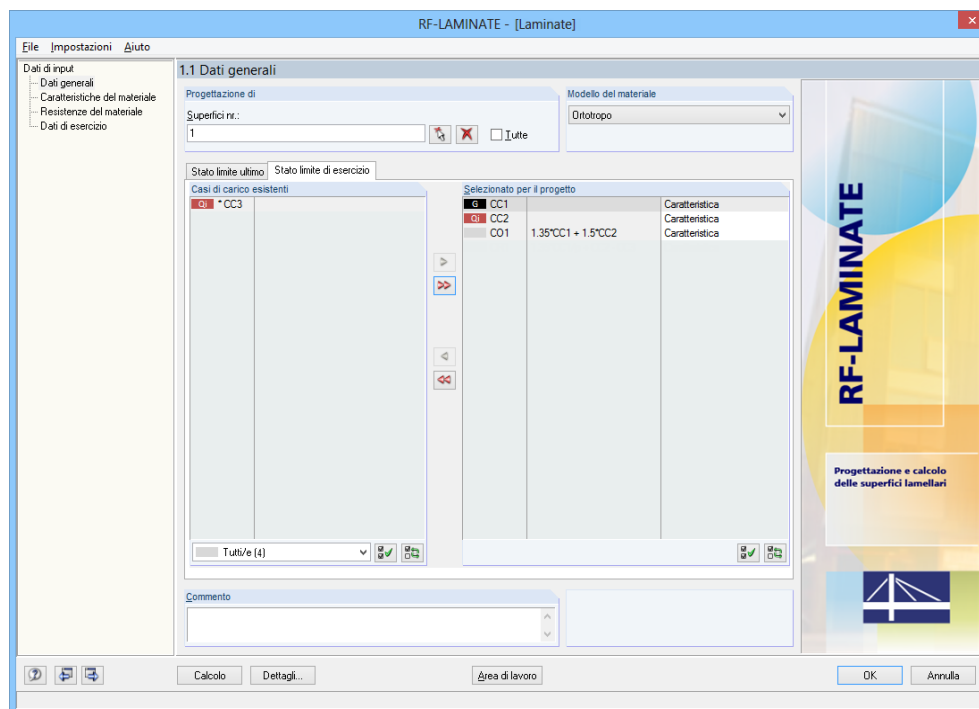 RF-LAMINATE - [Laminate]
File Impostazioni Aiuto
Dati di input
Dati generali
Caratteristiche del materiale
Resistenze del materiale
Dati di esercizio
1.1 Dati generali
Progettazione di
Superfici nr.:
1
Tutte
Modello del materiale
Ortotropo
Stato limite ultimo
Stato limite di esercizio
Casi di carico esistenti
Qi * CC3
Tutti/e (4)
Selezionato per il progetto
G CC1 Caratteristica
Qi CC2 Caratteristica
CO1 1.35*CC1 + 1.5*CC2 Caratteristica
Commento
RF-LAMINATE
Progettazione e calcolo
delle superfici lamellari
Calcolo
Dettagli...
Area di lavoro
OK
Annulla